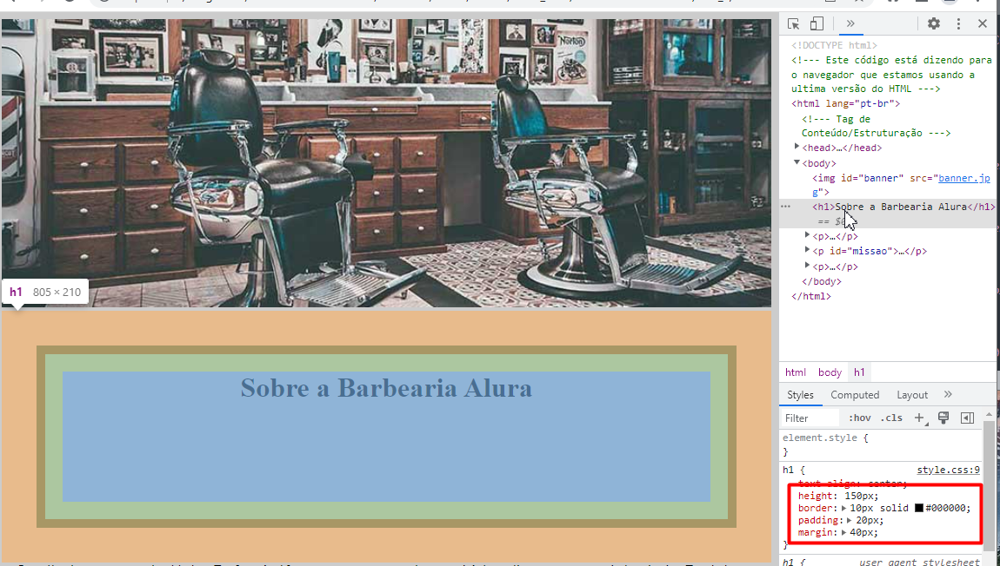 Norton
h1 805 × 210
Sobre a Barbearia Alura
<!DOCTYPE html>
<!--- Este código está dizendo para
o navegador que estamos usando a
ultima versão do HTML --->
<html lang="pt-br">
<!--- Tag de
Conteúdo/Estruturação --->
<head>…</head>
<body>
<img id="banner" src="banner.jp
g">
<h1>Sobre a Barbearia Alura</h1>
== 
<p>…</p>
<p id="missao">…</p>
<p>…</p>
</body>
</html>
html body h1
Styles Computed Layout »
Filter :hov .cls +
element.style {
}
h1 { style.css:9
text-align: center;
height: 150px;
border: 10px solid #000000;
padding: 20px;
margin: 40px;
}
h1 { user agent stylesheet